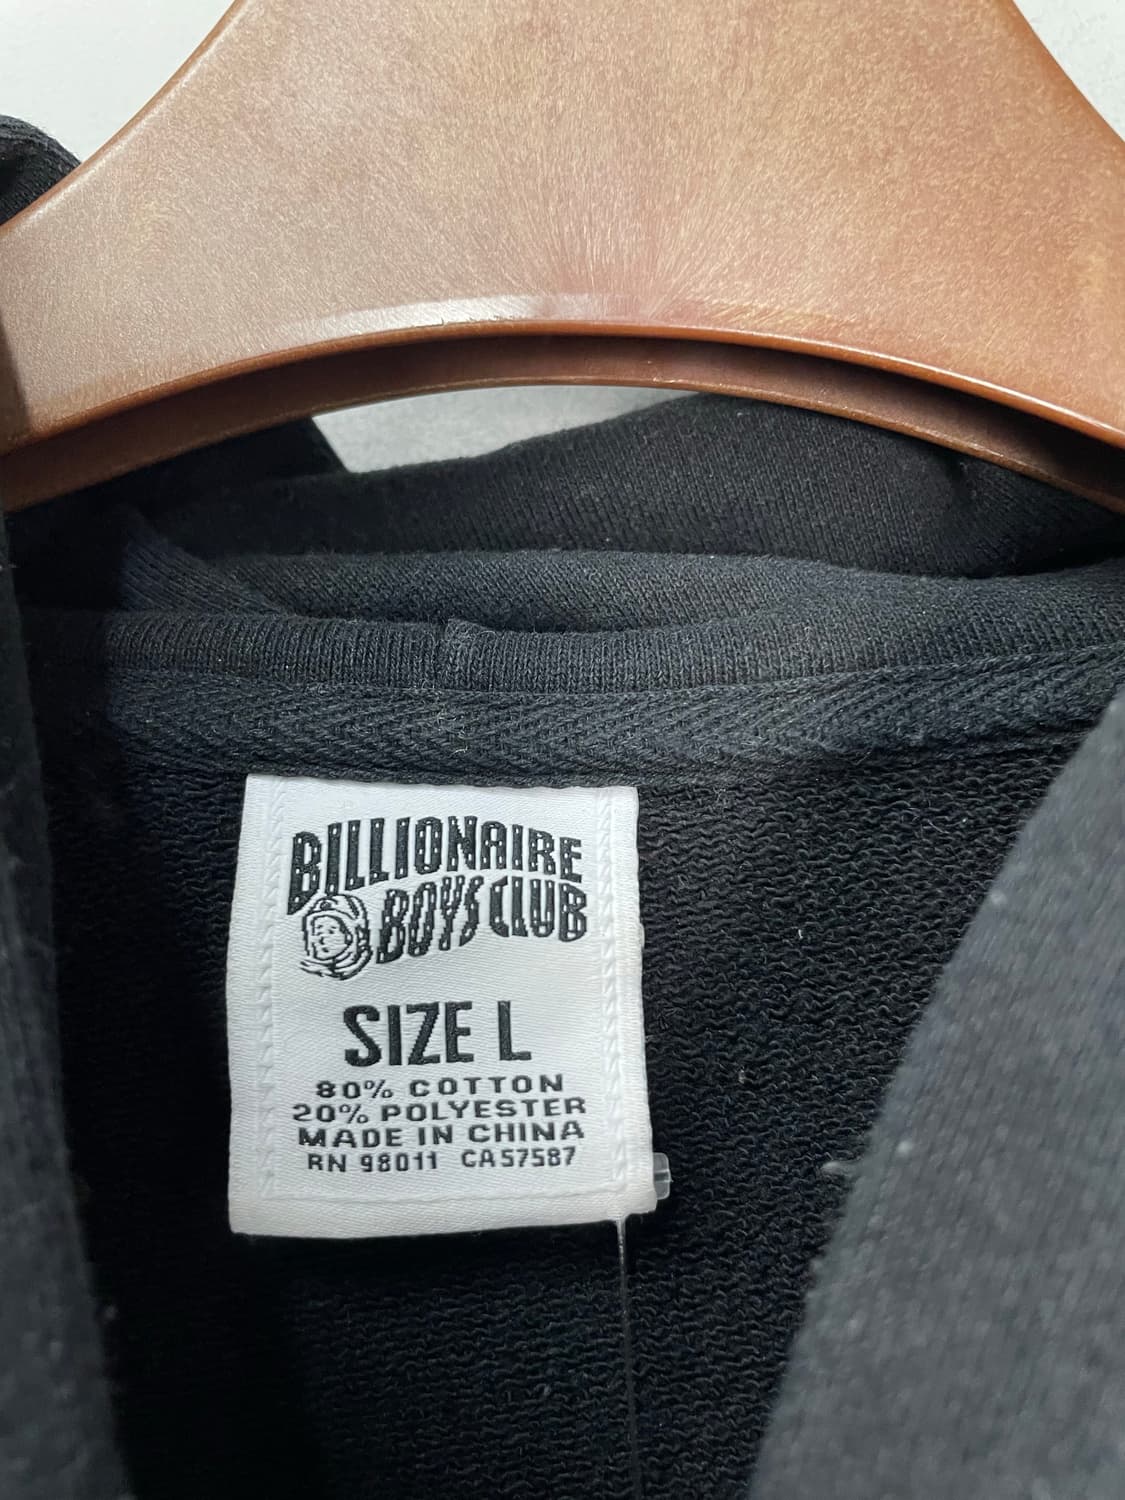 BILLIONAIRE
BOYS CLUB
SIZE L
80% COTTON
20% POLYESTER
MADE IN CHINA
RN 98011 CA57587